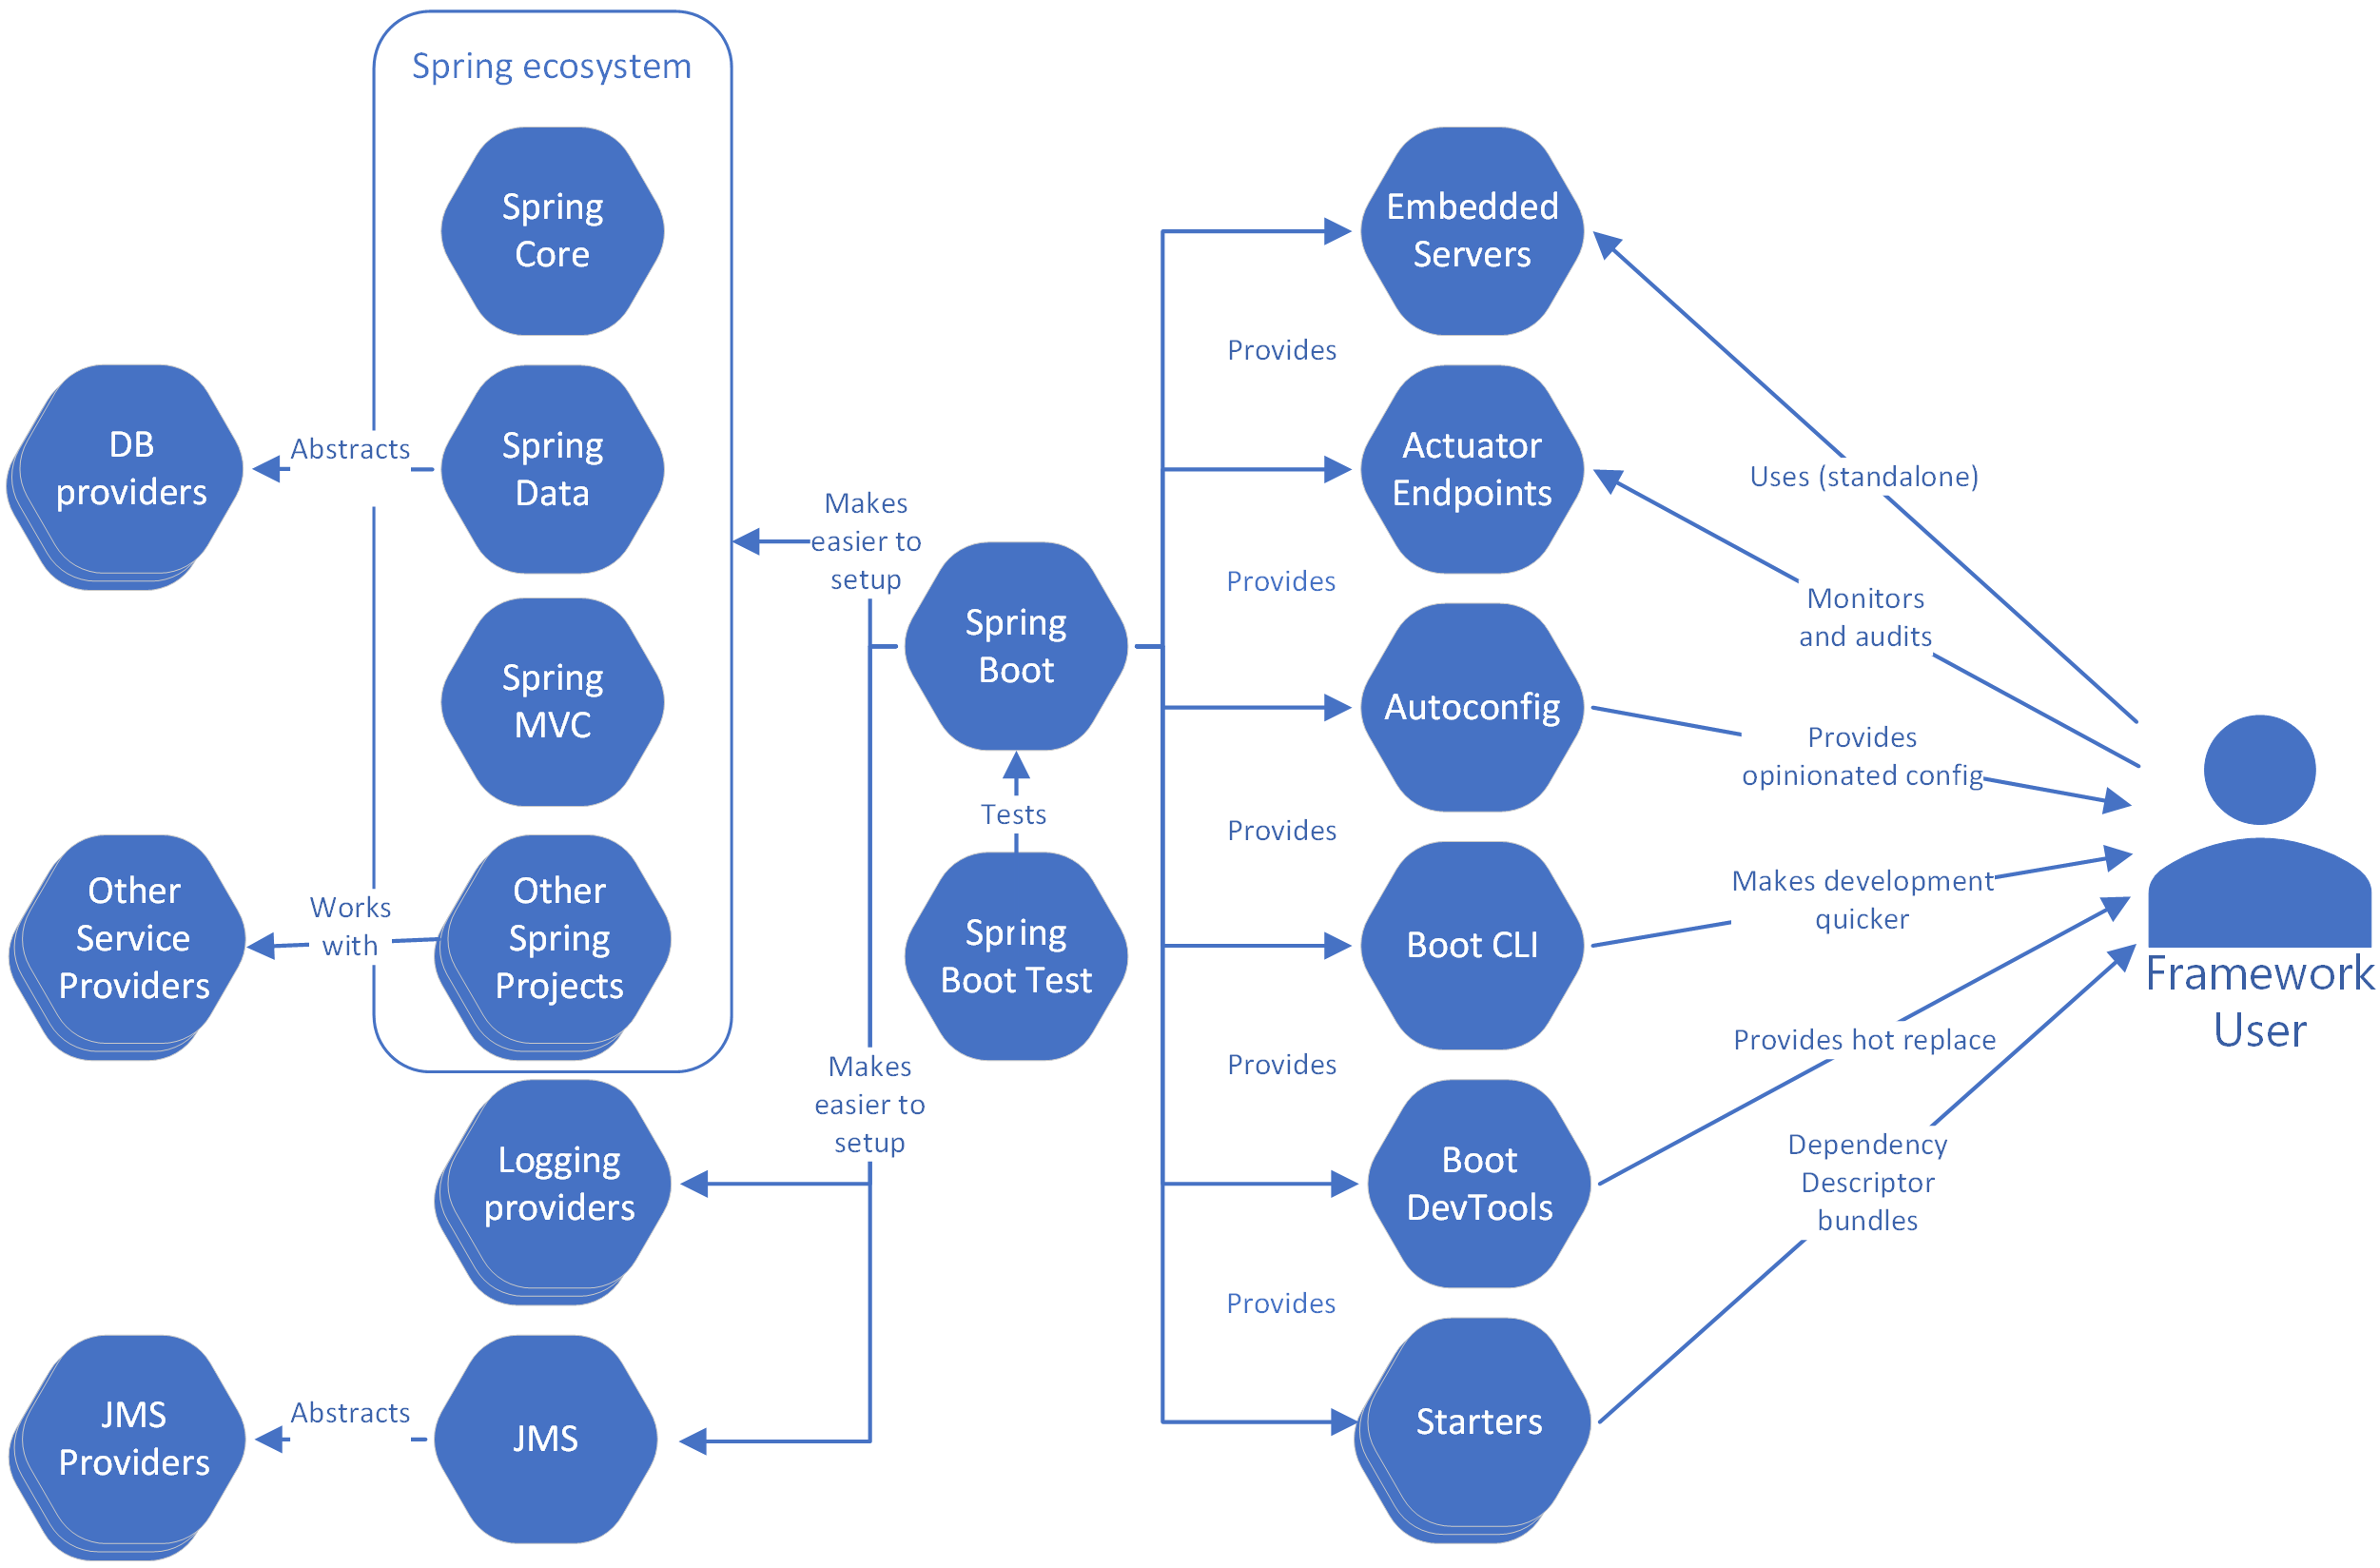 Spring ecosystem
Spring
Core
DB
providers
Abstracts
Spring
Data
Spring
MVC
Other
Service
Providers
Works
with
Other
Spring
Projects
Logging
providers
JMS
Providers
Abstracts
JMS
Makes
easier to
setup
Makes
easier to
setup
Spring
Boot
Tests
Spring
Boot Test
Provides
Provides
Provides
Provides
Provides
Embedded
Servers
Actuator
Endpoints
Autoconfig
Boot CLI
Boot
DevTools
Starters
Uses (standalone)
Monitors
and audits
Provides
opinionated config
Makes development
quicker
Provides hot replace
Dependency
Descriptor
bundles
Framework
User